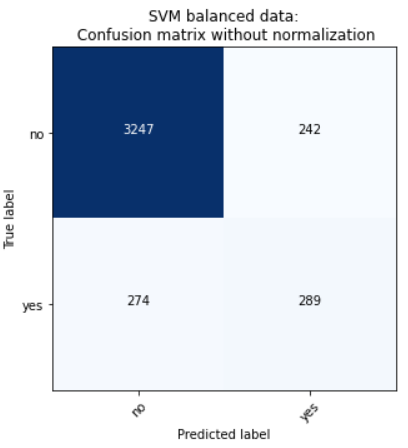 SVM balanced data:
Confusion matrix without normalization
no
3247
242
True label
yes
274
289
no
yes
Predicted label